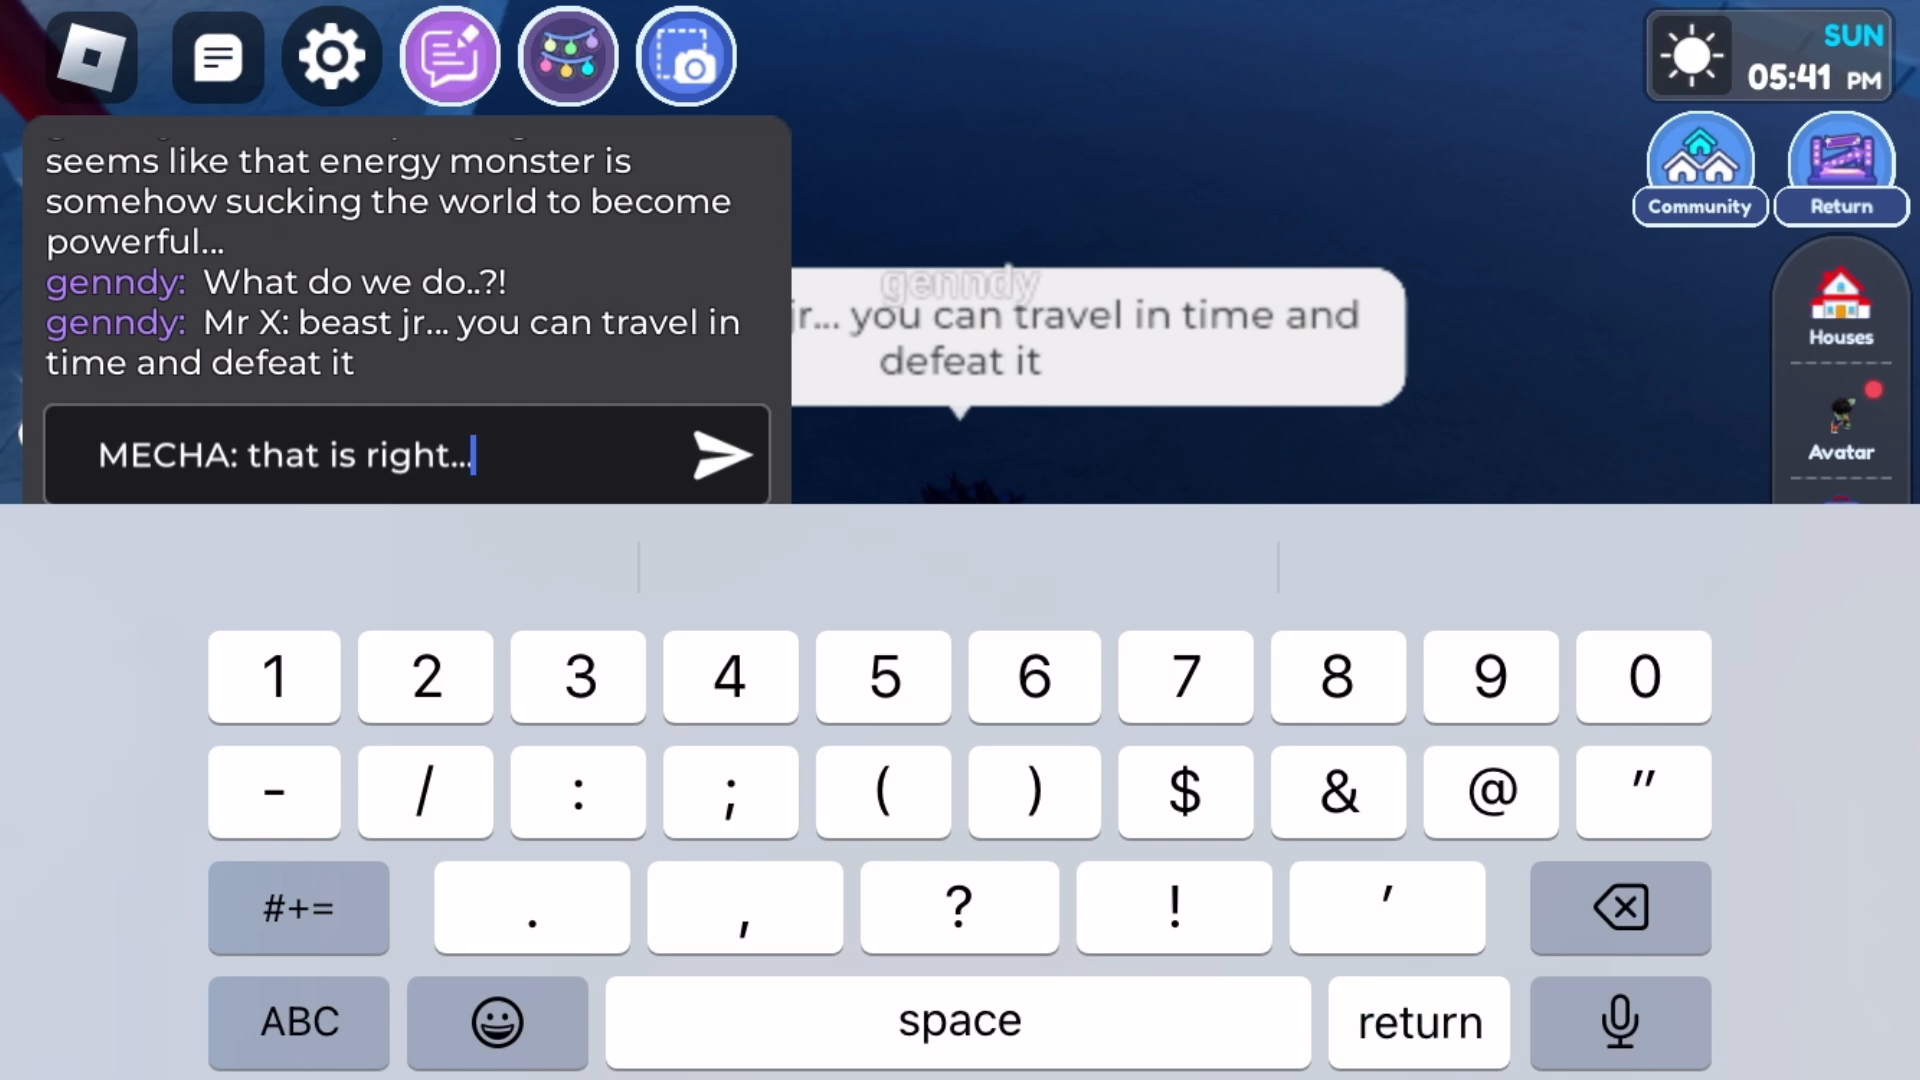 SUN
05:41 PM
Community
Return
seems like that energy monster is
somehow sucking the world to become
powerful...
genndy: What do we do..?!
genndy: Mr X: beast jr... you can travel in
time and defeat it
genndy
jr... you can travel in time and
defeat it
MECHA: that is right...
Houses
Avatar
1 2 3 4 5 6 7 8 9 0
- / : ; ( ) $ & @ "
#+= . , ? ! '
ABC space return